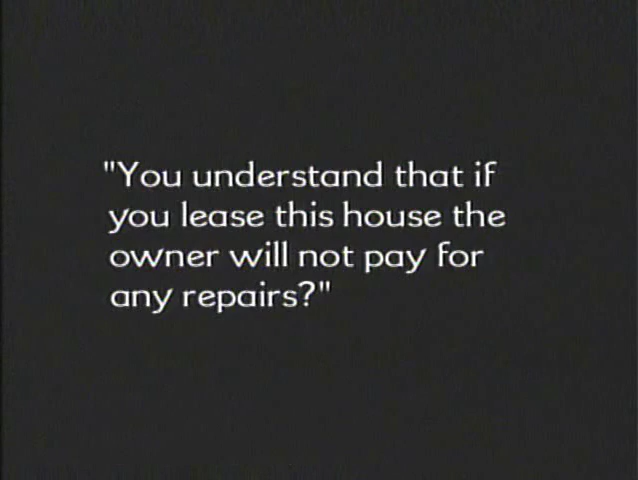 "You understand that if
you lease this house the
owner will not pay for
any repairs?"